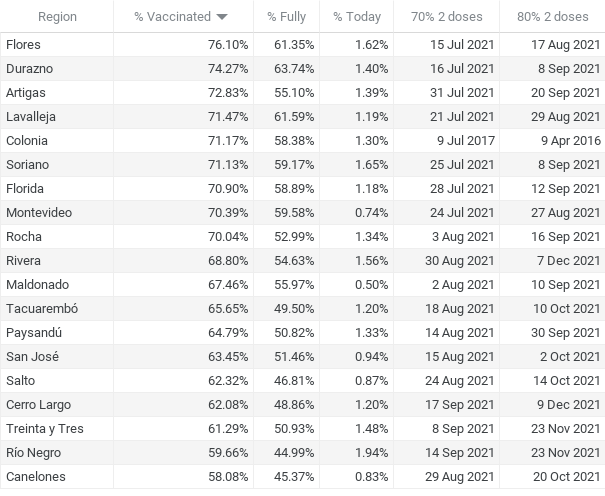 Region % Vaccinated % Fully % Today 70% 2 doses 80% 2 doses
Flores 76.10% 61.35% 1.62% 15 Jul 2021 17 Aug 2021
Durazno 74.27% 63.74% 1.40% 16 Jul 2021 8 Sep 2021
Artigas 72.83% 55.10% 1.39% 31 Jul 2021 20 Sep 2021
Lavalleja 71.47% 61.59% 1.19% 21 Jul 2021 29 Aug 2021
Colonia 71.17% 58.38% 1.30% 9 Jul 2017 9 Apr 2016
Soriano 71.13% 59.17% 1.65% 25 Jul 2021 8 Sep 2021
Florida 70.90% 58.89% 1.18% 28 Jul 2021 12 Sep 2021
Montevideo 70.39% 59.58% 0.74% 24 Jul 2021 27 Aug 2021
Rocha 70.04% 52.99% 1.34% 3 Aug 2021 16 Sep 2021
Rivera 68.80% 54.63% 1.56% 30 Aug 2021 7 Dec 2021
Maldonado 67.46% 55.97% 0.50% 2 Aug 2021 10 Sep 2021
Tacuarembó 65.65% 49.50% 1.20% 18 Aug 2021 10 Oct 2021
Paysandú 64.79% 50.82% 1.33% 14 Aug 2021 30 Sep 2021
San José 63.45% 51.46% 0.94% 15 Aug 2021 2 Oct 2021
Salto 62.32% 46.81% 0.87% 24 Aug 2021 14 Oct 2021
Cerro Largo 62.08% 48.86% 1.20% 17 Sep 2021 9 Dec 2021
Treinta y Tres 61.29% 50.93% 1.48% 8 Sep 2021 23 Nov 2021
Río Negro 59.66% 44.99% 1.94% 14 Sep 2021 23 Nov 2021
Canelones 58.08% 45.37% 0.83% 29 Aug 2021 20 Oct 2021